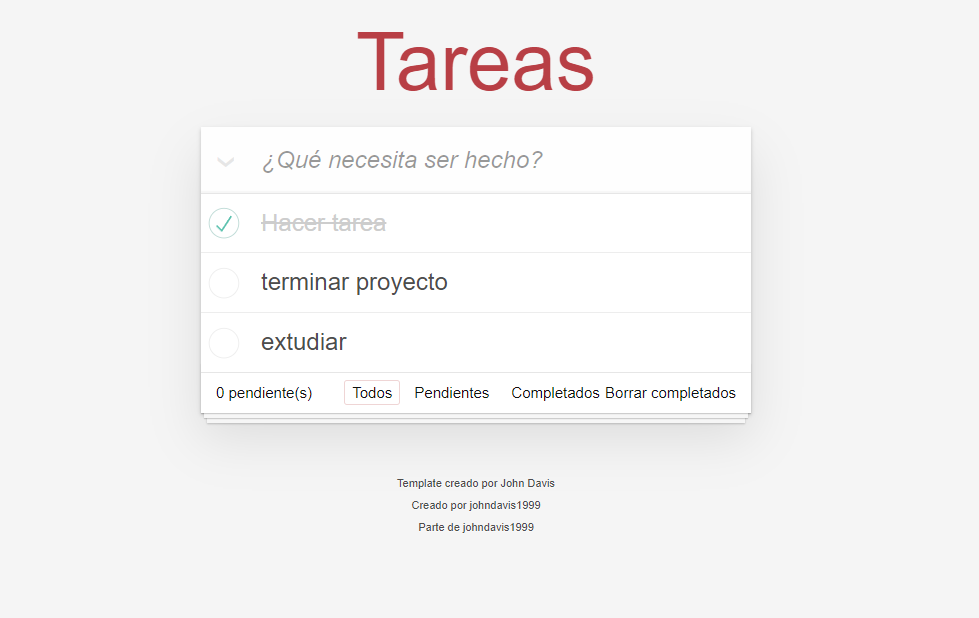 Tareas
¿Qué necesita ser hecho?
Hacer tarea
terminar proyecto
extudiar
0 pendiente(s) Todos Pendientes Completados Borrar completados
Template creado por John Davis
Creado por johndavis1999
Parte de johndavis1999